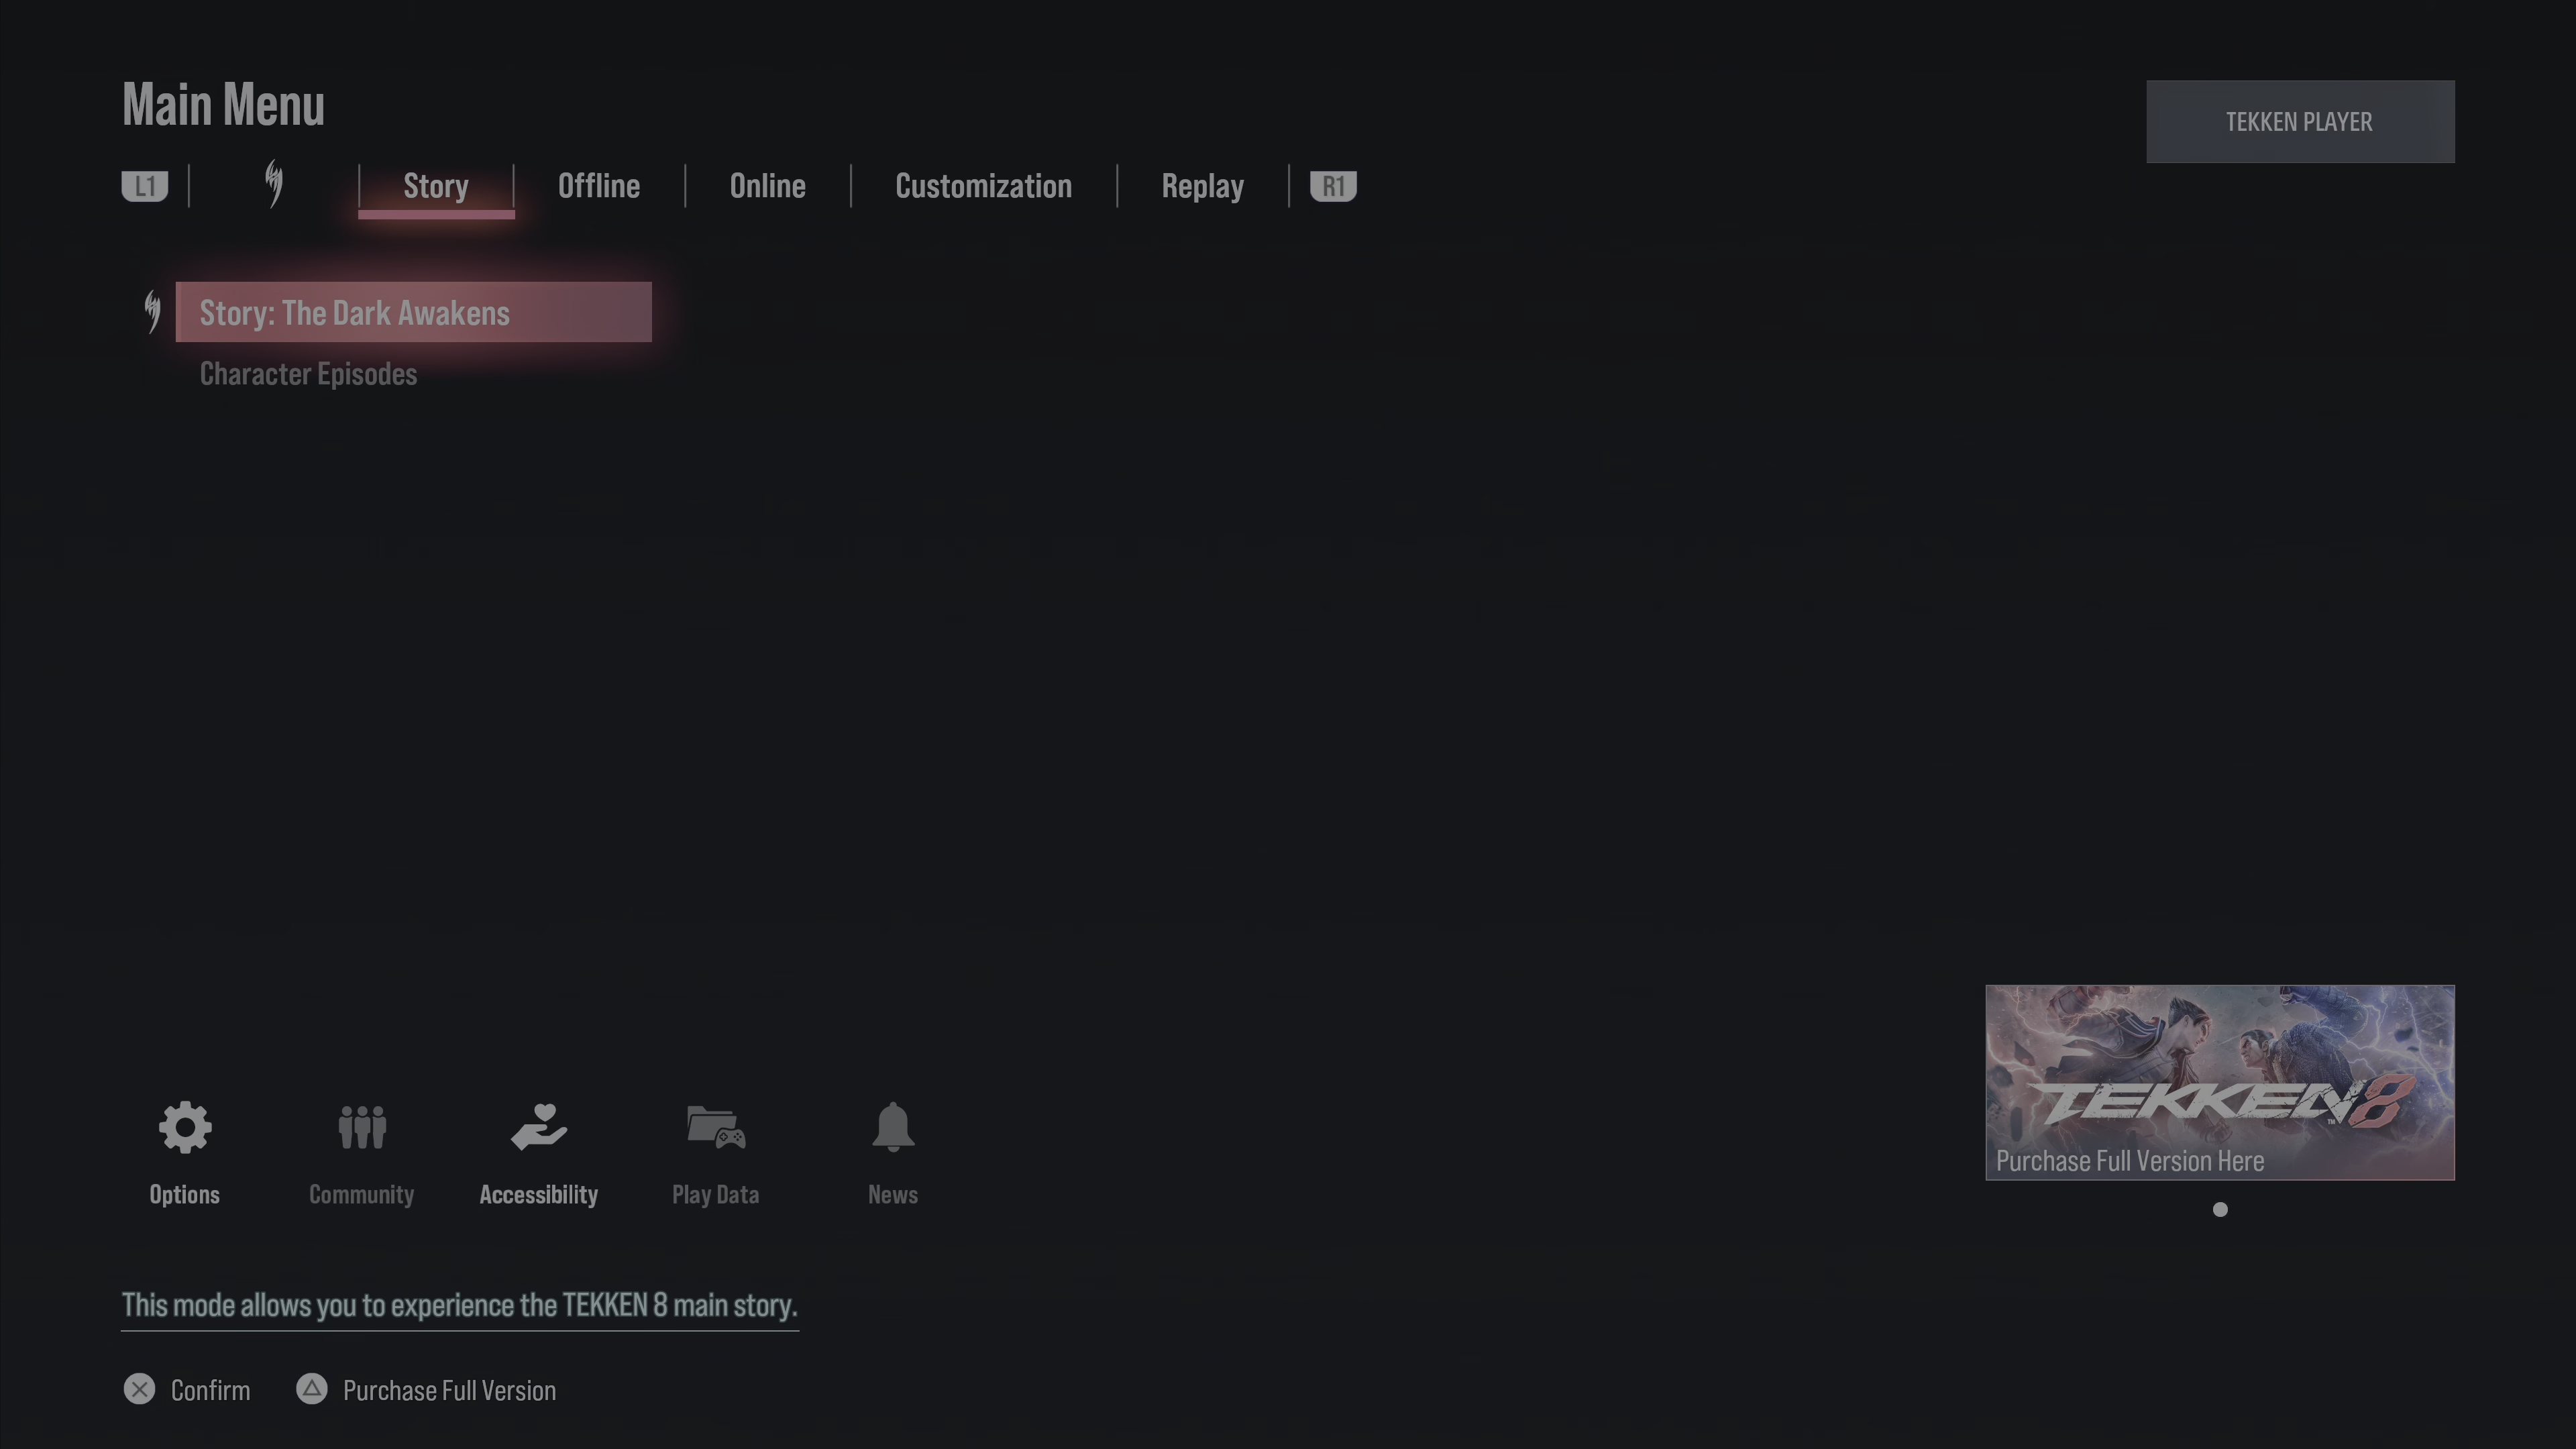 Main Menu
TEKKEN PLAYER
L1
Story
Offline
Online
Customization
Replay
R1
Story: The Dark Awakens
Character Episodes
TEKKEN 8
TM
Purchase Full Version Here
Options
Community
Accessibility
Play Data
News
This mode allows you to experience the TEKKEN 8 main story.
Confirm
Purchase Full Version